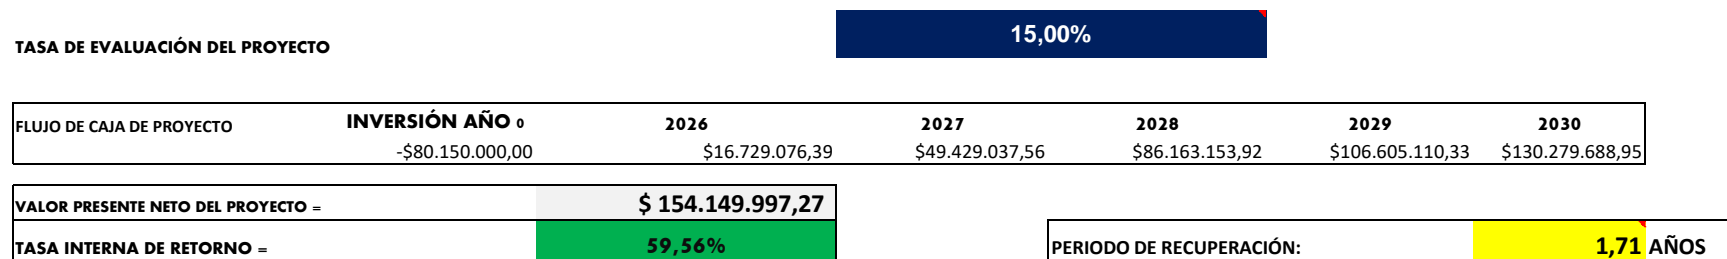 TASA DE EVALUACIÓN DEL PROYECTO 15,00%
FLUJO DE CAJA DE PROYECTO INVERSIÓN AÑO 0 2026 2027 2028 2029 2030
-$80.150.000,00 $16.729.076,39 $49.429.037,56 $86.163.153,92 $106.605.110,33 $130.279.688,95
VALOR PRESENTE NETO DEL PROYECTO = $ 154.149.997,27
TASA INTERNA DE RETORNO = 59,56% PERIODO DE RECUPERACIÓN: 1,71 AÑOS